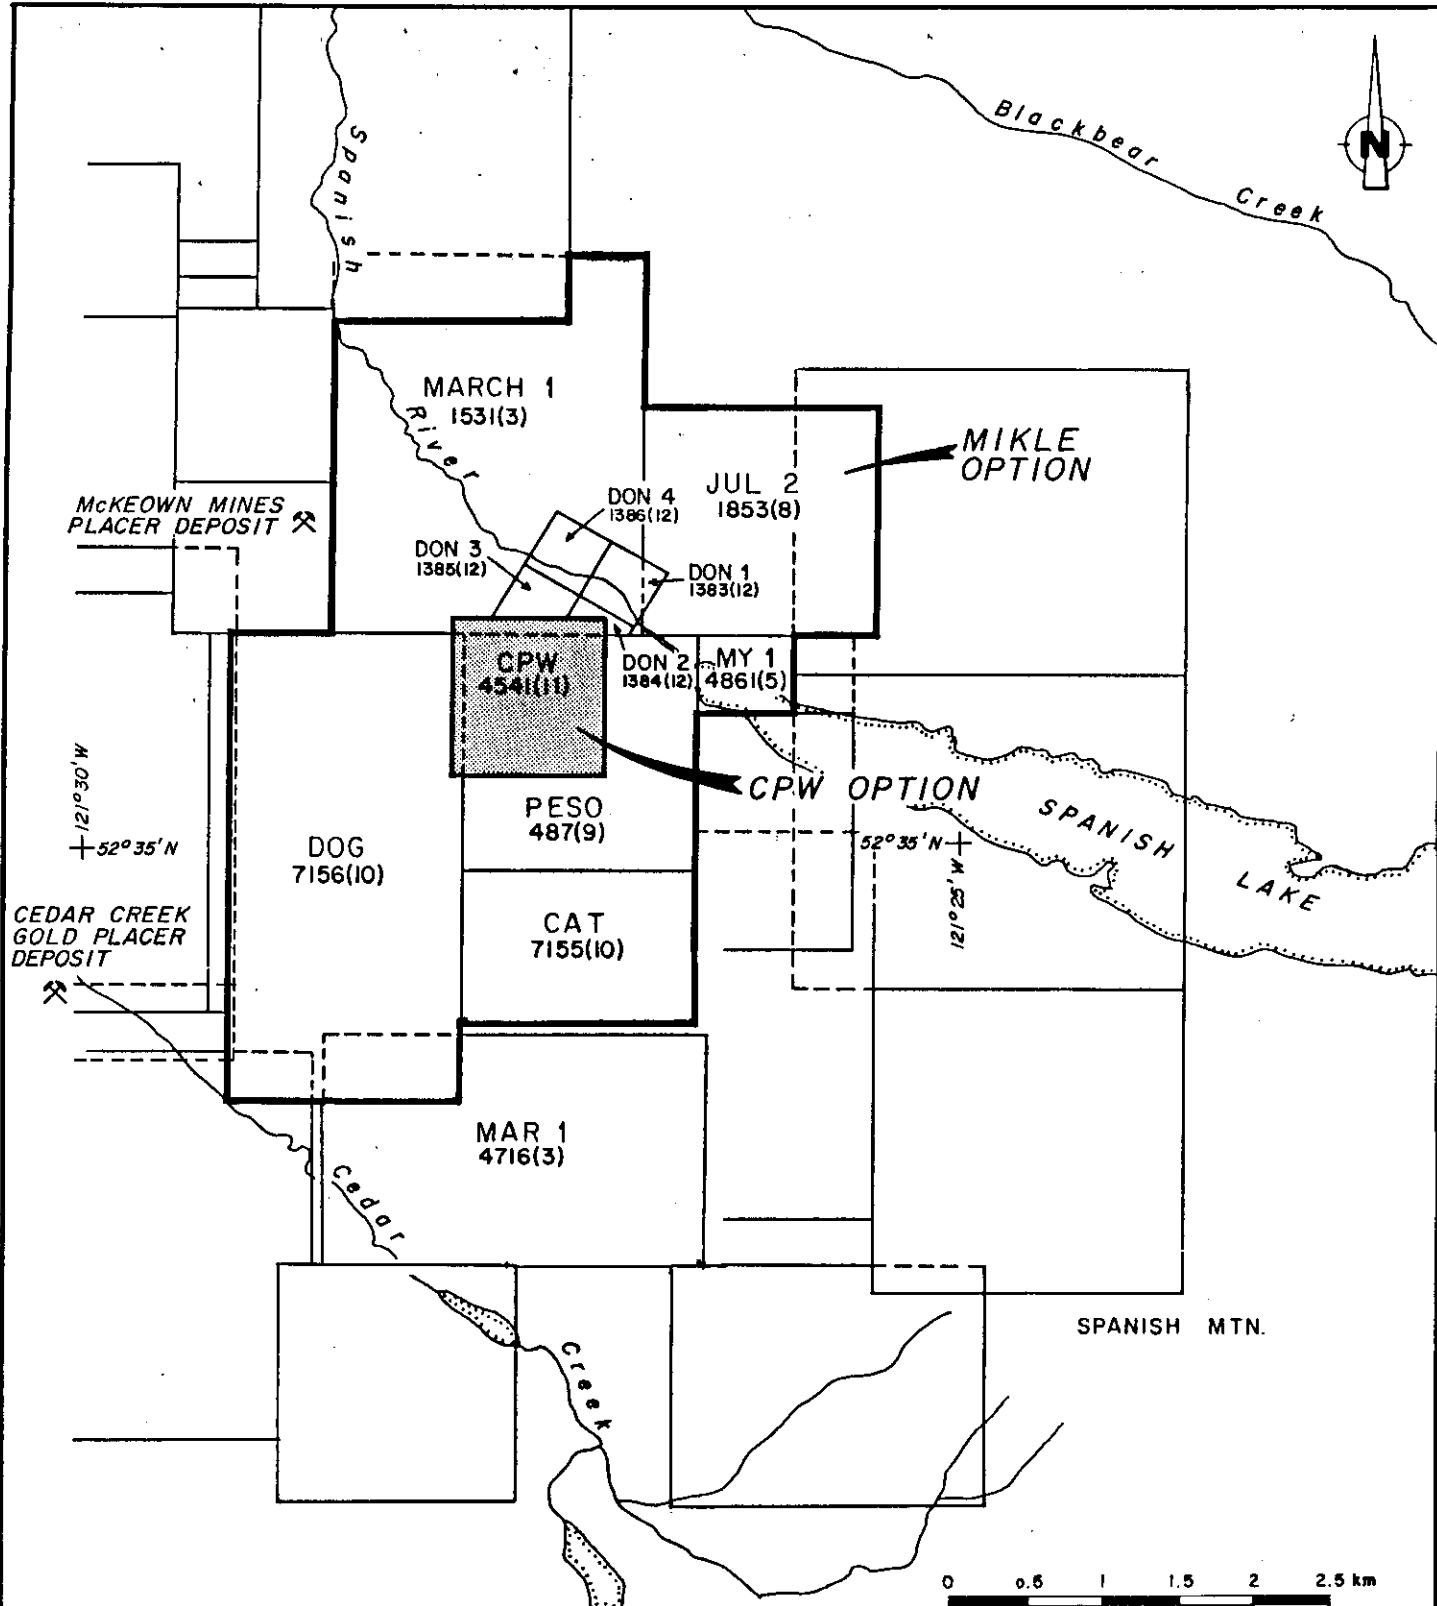 Blackbear
Creek
N
Spanish
River
MARCH 1
1531(3)
MIKLE
OPTION
JUL 2
1853(8)
McKEOWN MINES
PLACER DEPOSIT
DON 4
1386(12)
DON 3
1385(12)
DON 1
1383(12)
CPW
4541(11)
DON 2
1384(12)
MY 1
4861(5)
121°30'W
52°35'N
CPW OPTION
PESO
487(9)
DOG
7156(10)
52°35'N
121°25'W
SPANISH
LAKE
CEDAR CREEK
GOLD PLACER
DEPOSIT
CAT
7155(10)
MAR 1
4716(3)
Cedar
Creek
SPANISH MTN.
0 0.5 1 1.5 2 2.5 km